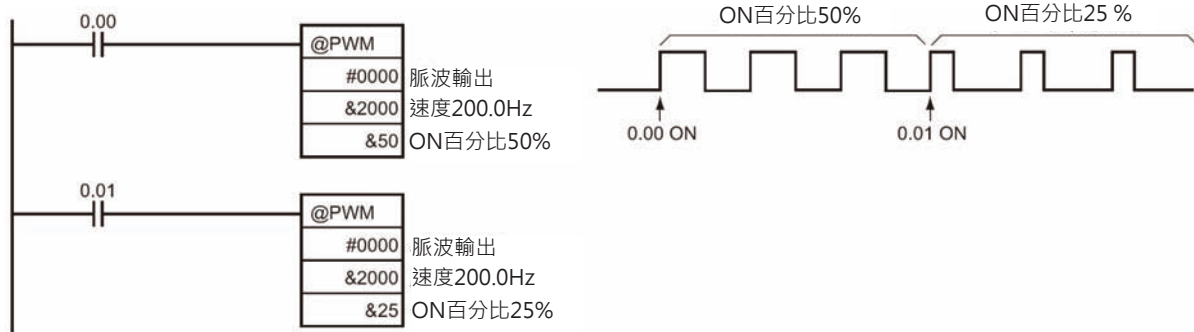 0.00
@PWM
#0000 脈波輸出
&2000 速度200.0Hz
&50 ON百分比50%
0.01
@PWM
#0000 脈波輸出
&2000 速度200.0Hz
&25 ON百分比25%
ON百分比50% ON百分比25 %
0.00 ON 0.01 ON